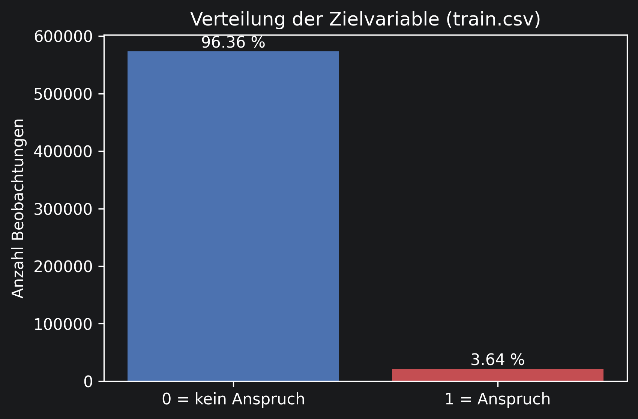 Verteilung der Zielvariable (train.csv)
600000
96.36 %
500000
400000
300000
200000
100000
3.64 %
0
Anzahl Beobachtungen
0 = kein Anspruch
1 = Anspruch